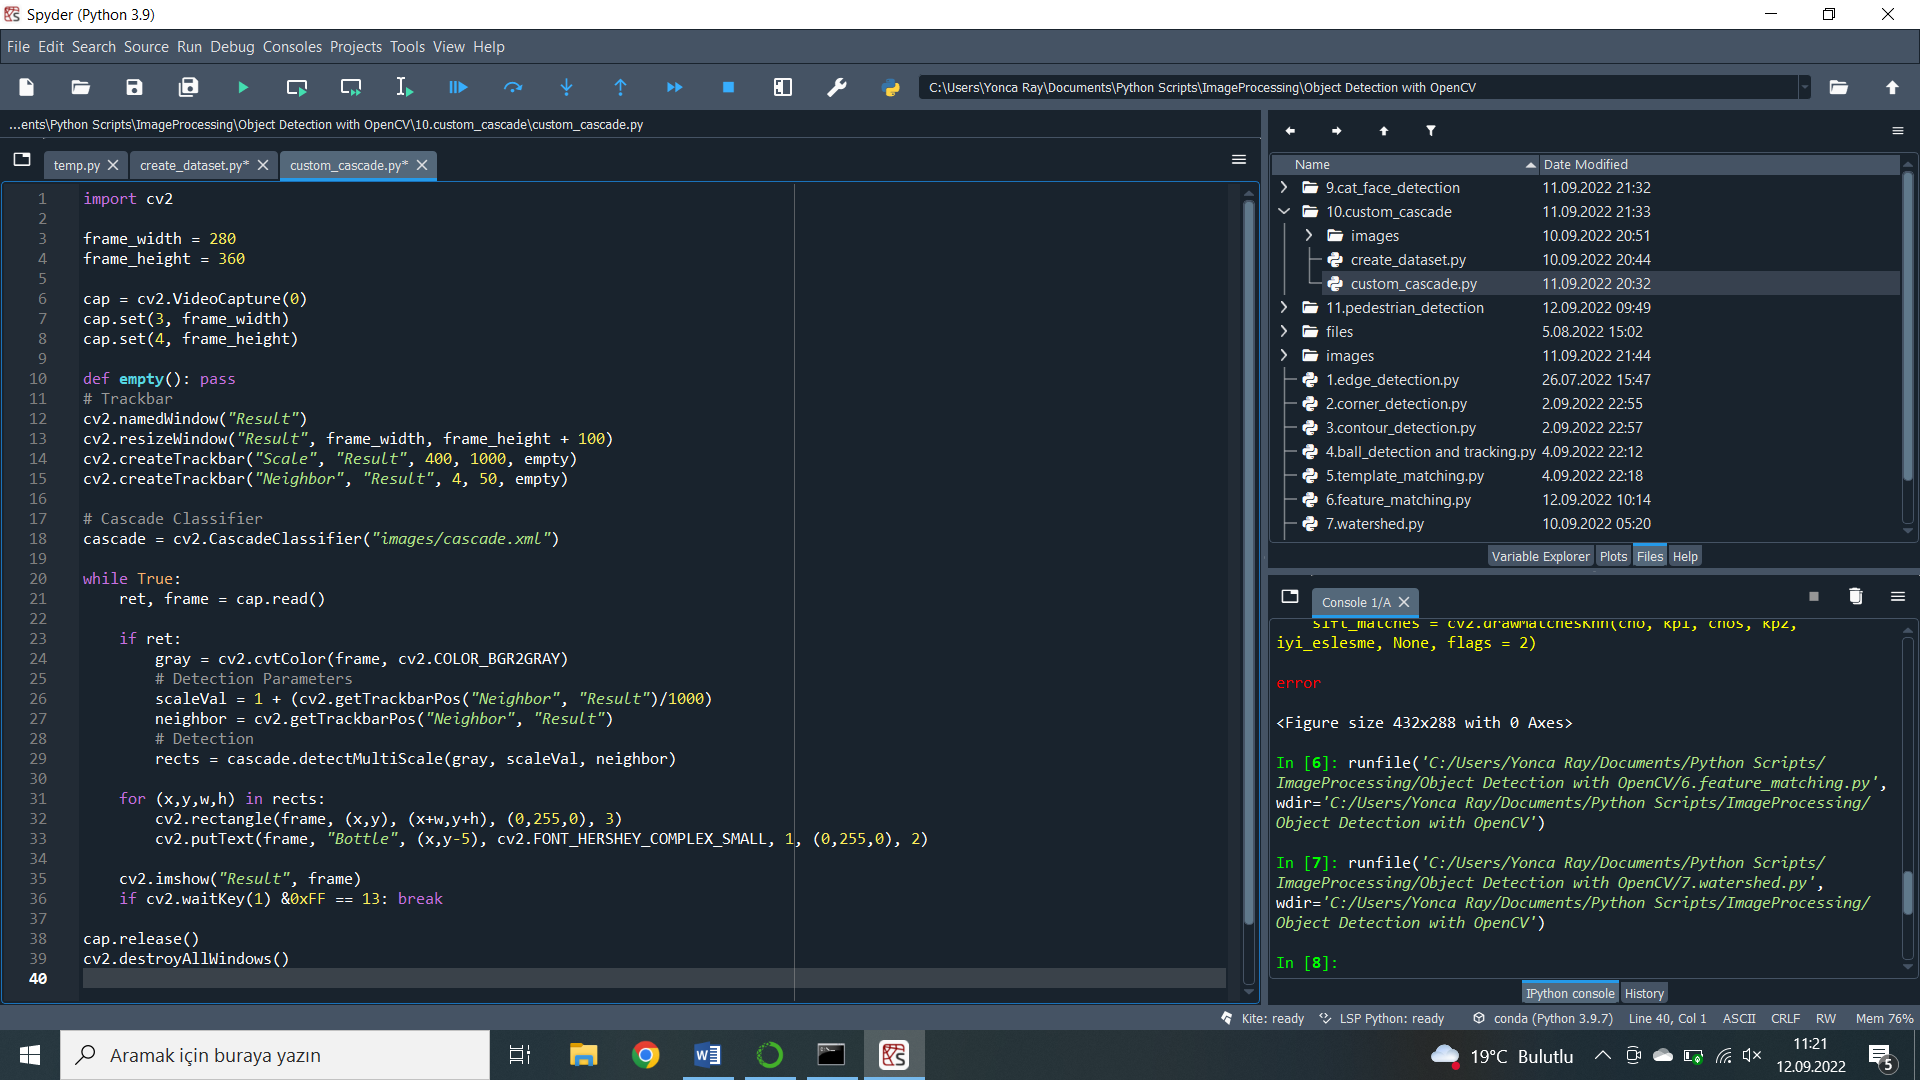 Spyder (Python 3.9)
File Edit Search Source Run Debug Consoles Projects Tools View Help
C:\Users\Yonca Ray\Documents\Python Scripts\ImageProcessing\Object Detection with OpenCV
...ents\Python Scripts\ImageProcessing\Object Detection with OpenCV\10.custom_cascade\custom_cascade.py
temp.py create_dataset.py* custom_cascade.py*
1 import cv2
2
3 frame_width = 280
4 frame_height = 360
5
6 cap = cv2.VideoCapture(0)
7 cap.set(3, frame_width)
8 cap.set(4, frame_height)
9
10 def empty(): pass
11 # Trackbar
12 cv2.namedWindow("Result")
13 cv2.resizeWindow("Result", frame_width, frame_height + 100)
14 cv2.createTrackbar("Scale", "Result", 400, 1000, empty)
15 cv2.createTrackbar("Neighbor", "Result", 4, 50, empty)
16
17 # Cascade Classifier
18 cascade = cv2.CascadeClassifier("images/cascade.xml")
19
20 while True:
21 ret, frame = cap.read()
22
23 if ret:
24 gray = cv2.cvtColor(frame, cv2.COLOR_BGR2GRAY)
25 # Detection Parameters
26 scaleVal = 1 + (cv2.getTrackbarPos("Neighbor", "Result")/1000)
27 neighbor = cv2.getTrackbarPos("Neighbor", "Result")
28 # Detection
29 rects = cascade.detectMultiScale(gray, scaleVal, neighbor)
30
31 for (x,y,w,h) in rects:
32 cv2.rectangle(frame, (x,y), (x+w,y+h), (0,255,0), 3)
33 cv2.putText(frame, "Bottle", (x,y-5), cv2.FONT_HERSHEY_COMPLEX_SMALL, 1, (0,255,0), 2)
34
35 cv2.imshow("Result", frame)
36 if cv2.waitKey(1) &0xFF == 13: break
37
38 cap.release()
39 cv2.destroyAllWindows()
40
Name Date Modified
9.cat_face_detection 11.09.2022 21:32
10.custom_cascade 11.09.2022 21:33
images 10.09.2022 20:51
create_dataset.py 10.09.2022 20:44
custom_cascade.py 11.09.2022 20:32
11.pedestrian_detection 12.09.2022 09:49
files 5.08.2022 15:02
images 11.09.2022 21:44
1.edge_detection.py 26.07.2022 15:47
2.corner_detection.py 2.09.2022 22:55
3.contour_detection.py 2.09.2022 22:57
4.ball_detection and tracking.py 4.09.2022 22:12
5.template_matching.py 4.09.2022 22:18
6.feature_matching.py 12.09.2022 10:14
7.watershed.py 10.09.2022 05:20
Variable Explorer Plots Files Help
Console 1/A
sift_matches = cv2.drawMatchesKnn(cho, kp1, chos, kp2,
iyi_eslesme, None, flags = 2)
error
<Figure size 432x288 with 0 Axes>
In [6]: runfile('C:/Users/Yonca Ray/Documents/Python Scripts/
ImageProcessing/Object Detection with OpenCV/6.feature_matching.py',
wdir='C:/Users/Yonca Ray/Documents/Python Scripts/ImageProcessing/
Object Detection with OpenCV')
In [7]: runfile('C:/Users/Yonca Ray/Documents/Python Scripts/
ImageProcessing/Object Detection with OpenCV/7.watershed.py',
wdir='C:/Users/Yonca Ray/Documents/Python Scripts/ImageProcessing/
Object Detection with OpenCV')
In [8]:
IPython console History
Kite: ready LSP Python: ready conda (Python 3.9.7) Line 40, Col 1 ASCII CRLF RW Mem 76%
Aramak için buraya yazın
19°C Bulutlu
11:21
12.09.2022
5